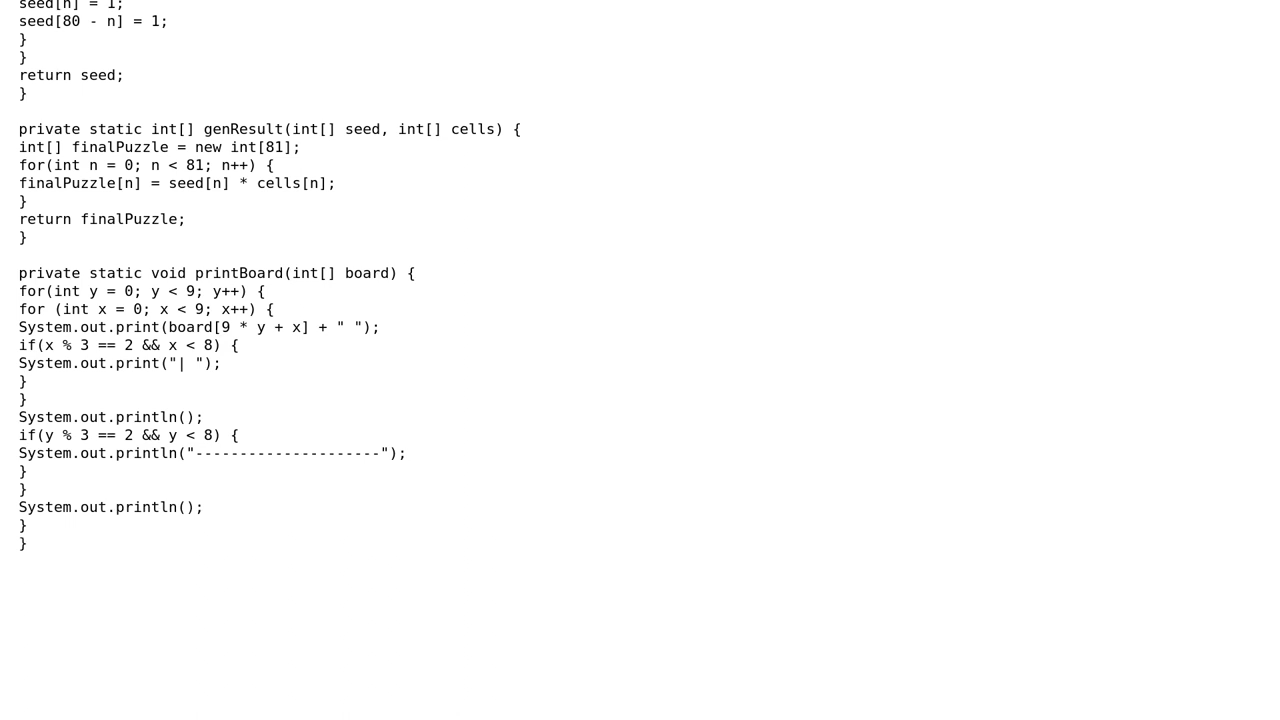 seed[n] = 1;
seed[80 - n] = 1;
}
}
return seed;
}
private static int[] genResult(int[] seed, int[] cells) {
int[] finalPuzzle = new int[81];
for(int n = 0; n < 81; n++) {
finalPuzzle[n] = seed[n] * cells[n];
}
return finalPuzzle;
}
private static void printBoard(int[] board) {
for(int y = 0; y < 9; y++) {
for (int x = 0; x < 9; x++) {
System.out.print(board[9 * y + x] + " ");
if(x % 3 == 2 && x < 8) {
System.out.print("| ");
}
}
System.out.println();
if(y % 3 == 2 && y < 8) {
System.out.println("---------------------");
}
}
System.out.println();
}
}